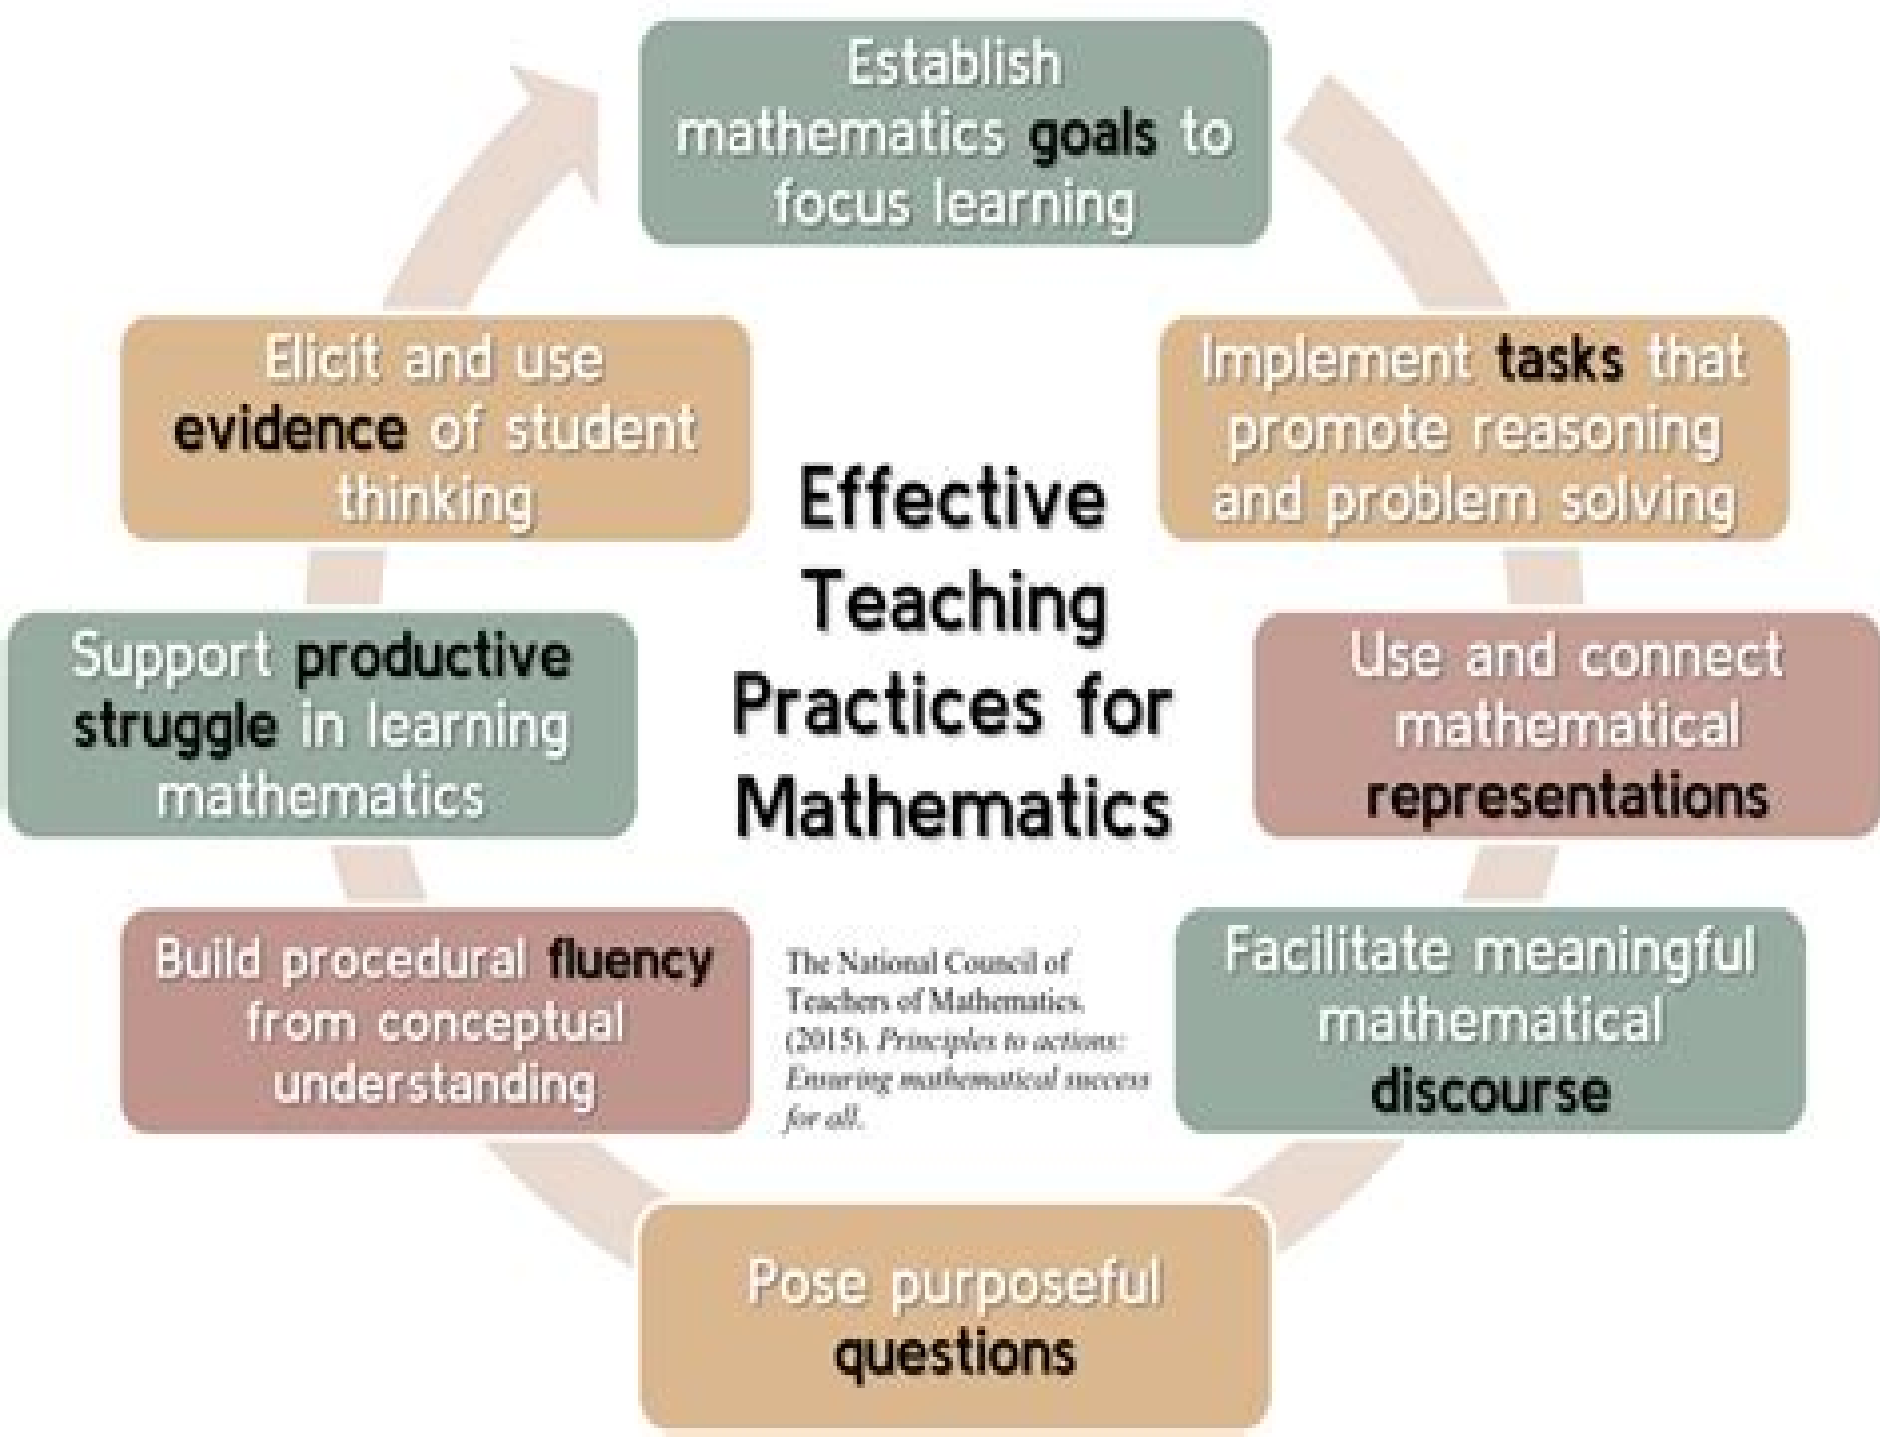 Establish
mathematics goals to
focus learning
Implement tasks that
promote reasoning
and problem solving
Use and connect
mathematical
representations
Facilitate meaningful
mathematical
discourse
Pose purposeful
questions
Build procedural fluency
from conceptual
understanding
Support productive
struggle in learning
mathematics
Elicit and use
evidence of student
thinking
Effective
Teaching
Practices for
Mathematics
The National Council of
Teachers of Mathematics.
(2015). Principles to actions:
Ensuring mathematical success
for all.